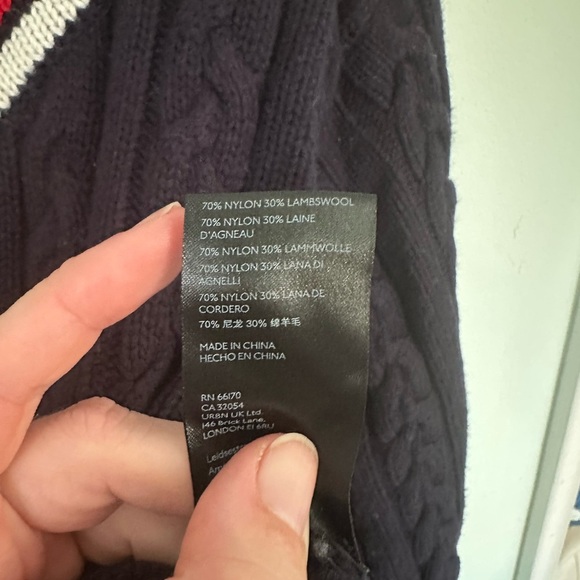 70% NYLON 30% LAMBSWOOL
70% NYLON 30% LAINE
D'AGNEAU
70% NYLON 30% LAMMWOLLE
70% NYLON 30% LANA DI
AGNELLI
70% NYLON 30% LANA DE
CORDERO
70% 尼龙 30% 绵羊毛
MADE IN CHINA
HECHO EN CHINA
RN 66170
CA 32054
URBN UK Ltd.
146 Brick Lane,
LONDON E1 6RU